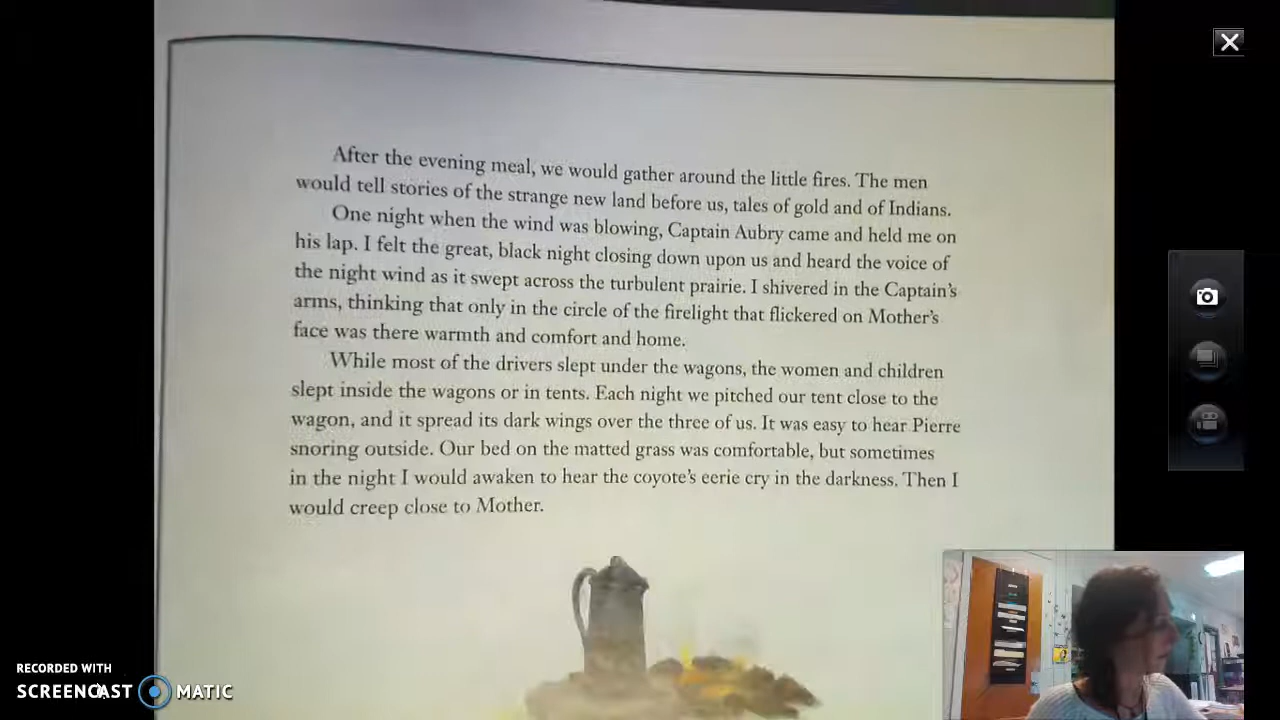 After the evening meal, we would gather around the little fires. The men
would tell stories of the strange new land before us, tales of gold and of Indians.
One night when the wind was blowing, Captain Aubry came and held me on
his lap. I felt the great, black night closing down upon us and heard the voice of
the night wind as it swept across the turbulent prairie. I shivered in the Captain's
arms, thinking that only in the circle of the firelight that flickered on Mother's
face was there warmth and comfort and home.
While most of the drivers slept under the wagons, the women and children
slept inside the wagons or in tents. Each night we pitched our tent close to the
wagon, and it spread its dark wings over the three of us. It was easy to hear Pierre
snoring outside. Our bed on the matted grass was comfortable, but sometimes
in the night I would awaken to hear the coyote's eerie cry in the darkness. Then I
would creep close to Mother.
RECORDED WITH
SCREENCAST MATIC